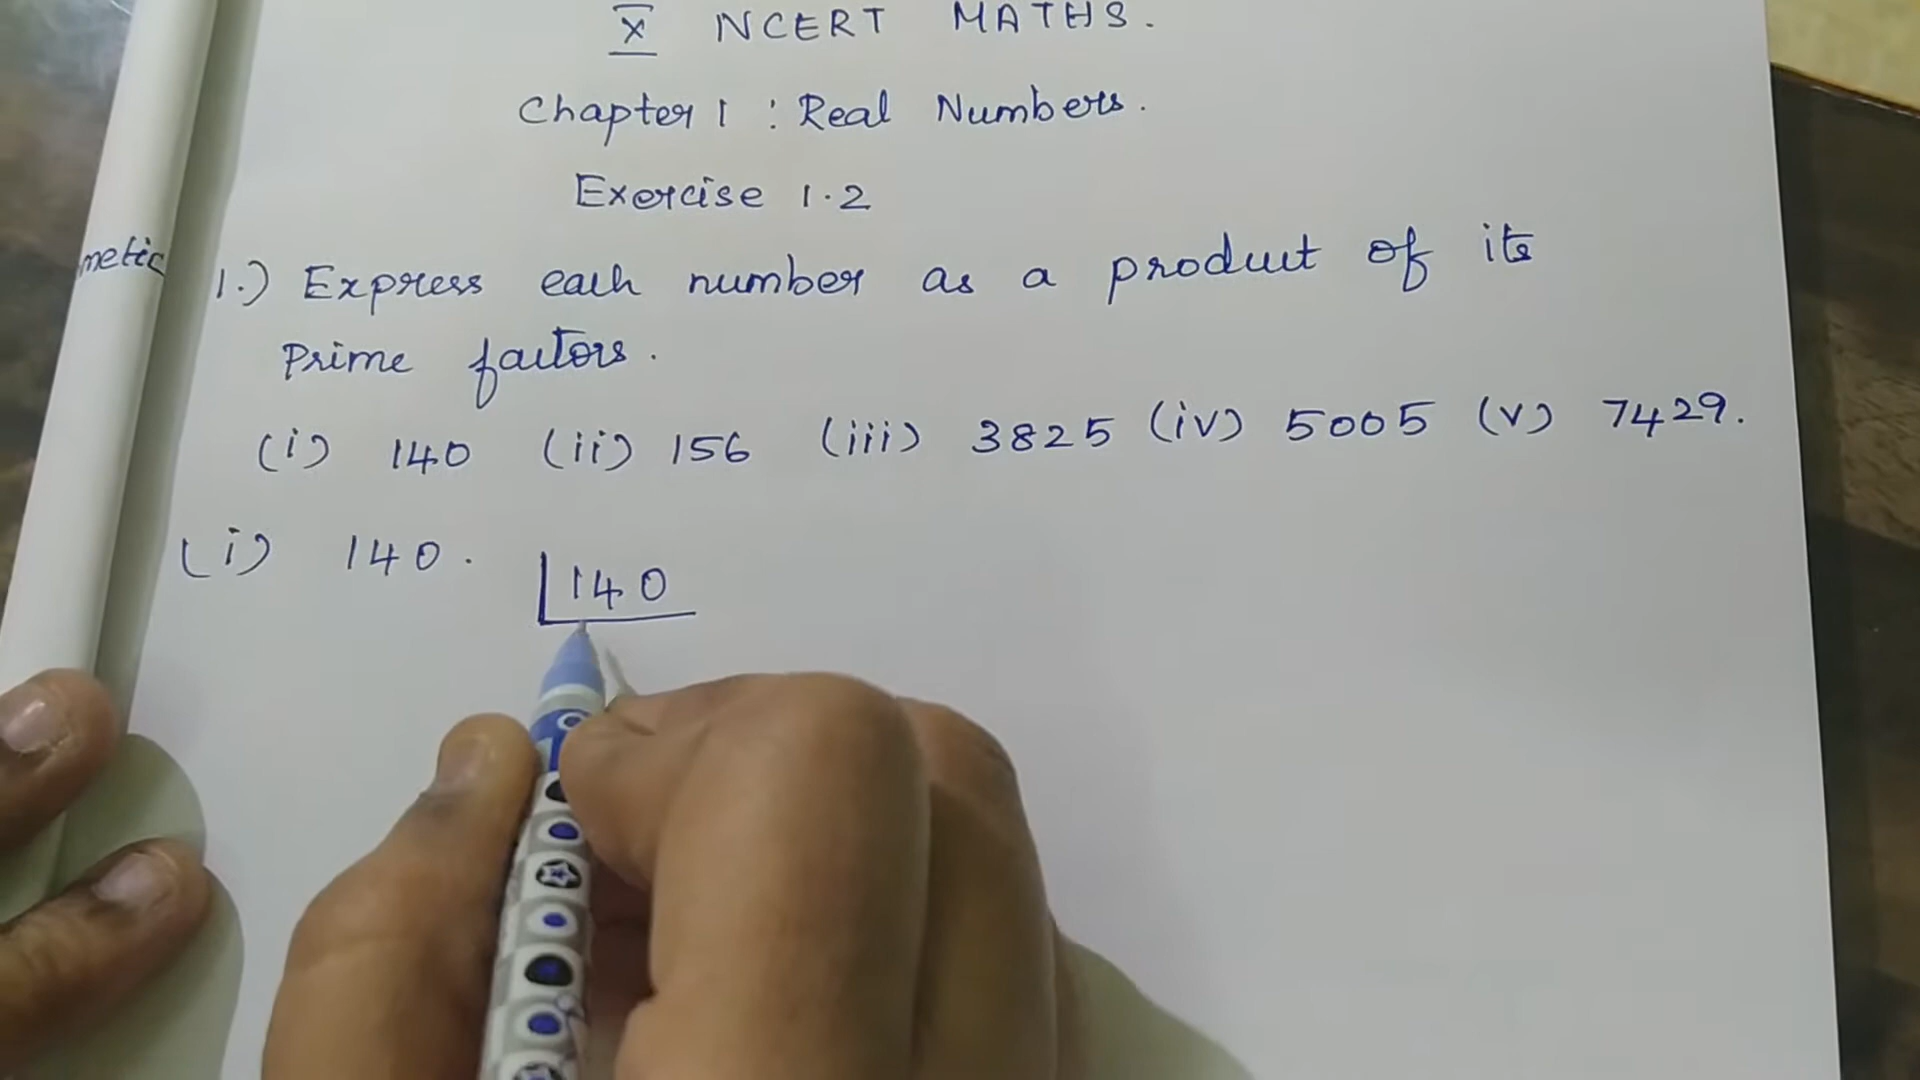 X NCERT MATHS.
Chapter 1 : Real Numbers.
Exercise 1.2
metic
1.) Express each number as a product of its
Prime factors.
(i) 140 (ii) 156 (iii) 3825 (iv) 5005 (v) 7429.
(i) 140.
140